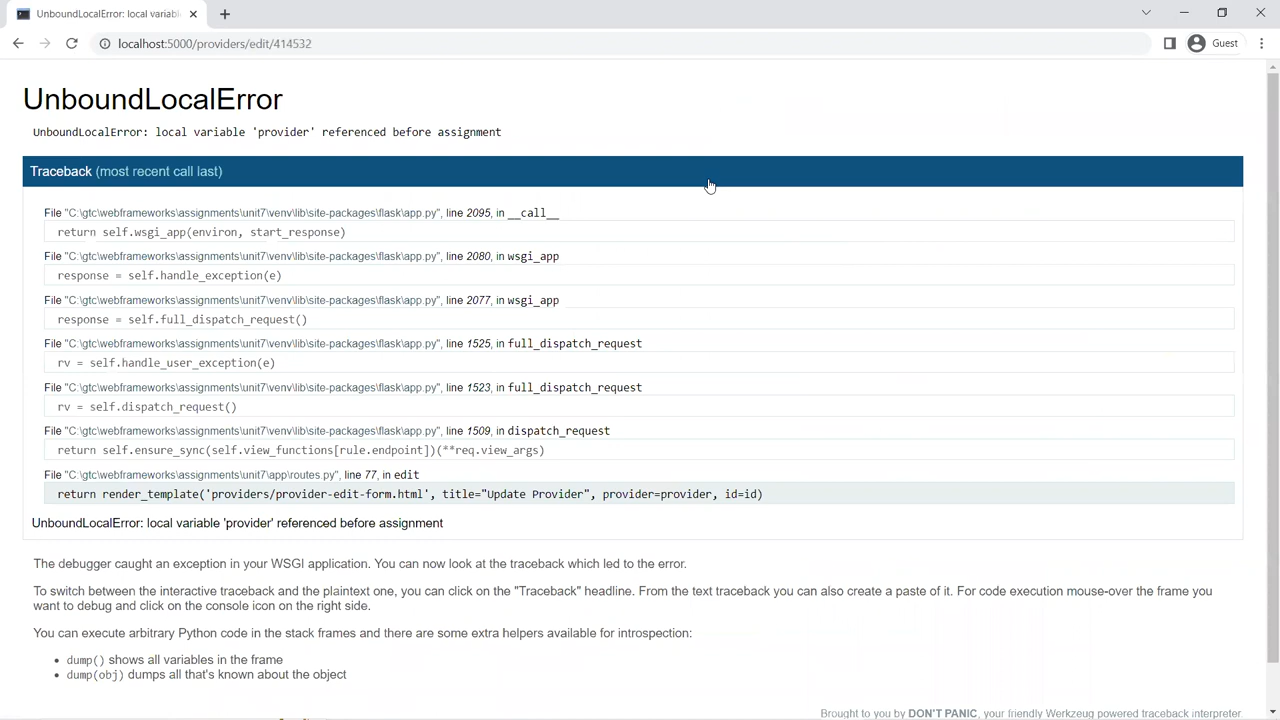 UnboundLocalError: local variabl
localhost:5000/providers/edit/414532
Guest
UnboundLocalError
UnboundLocalError: local variable 'provider' referenced before assignment
Traceback (most recent call last)
File "C:\gtc\webframeworks\assignments\unit7\venv\lib\site-packages\flask\app.py", line 2095, in __call__
return self.wsgi_app(environ, start_response)
File "C:\gtc\webframeworks\assignments\unit7\venv\lib\site-packages\flask\app.py", line 2080, in wsgi_app
response = self.handle_exception(e)
File "C:\gtc\webframeworks\assignments\unit7\venv\lib\site-packages\flask\app.py", line 2077, in wsgi_app
response = self.full_dispatch_request()
File "C:\gtc\webframeworks\assignments\unit7\venv\lib\site-packages\flask\app.py", line 1525, in full_dispatch_request
rv = self.handle_user_exception(e)
File "C:\gtc\webframeworks\assignments\unit7\venv\lib\site-packages\flask\app.py", line 1523, in full_dispatch_request
rv = self.dispatch_request()
File "C:\gtc\webframeworks\assignments\unit7\venv\lib\site-packages\flask\app.py", line 1509, in dispatch_request
return self.ensure_sync(self.view_functions[rule.endpoint])(**req.view_args)
File "C:\gtc\webframeworks\assignments\unit7\app\routes.py", line 77, in edit
return render_template('providers/provider-edit-form.html', title="Update Provider", provider=provider, id=id)
UnboundLocalError: local variable 'provider' referenced before assignment
The debugger caught an exception in your WSGI application. You can now look at the traceback which led to the error.
To switch between the interactive traceback and the plaintext one, you can click on the "Traceback" headline. From the text traceback you can also create a paste of it. For code execution mouse-over the frame you
want to debug and click on the console icon on the right side.
You can execute arbitrary Python code in the stack frames and there are some extra helpers available for introspection:
• dump() shows all variables in the frame
• dump(obj) dumps all that's known about the object
Brought to you by DON'T PANIC, your friendly Werkzeug powered traceback interpreter.